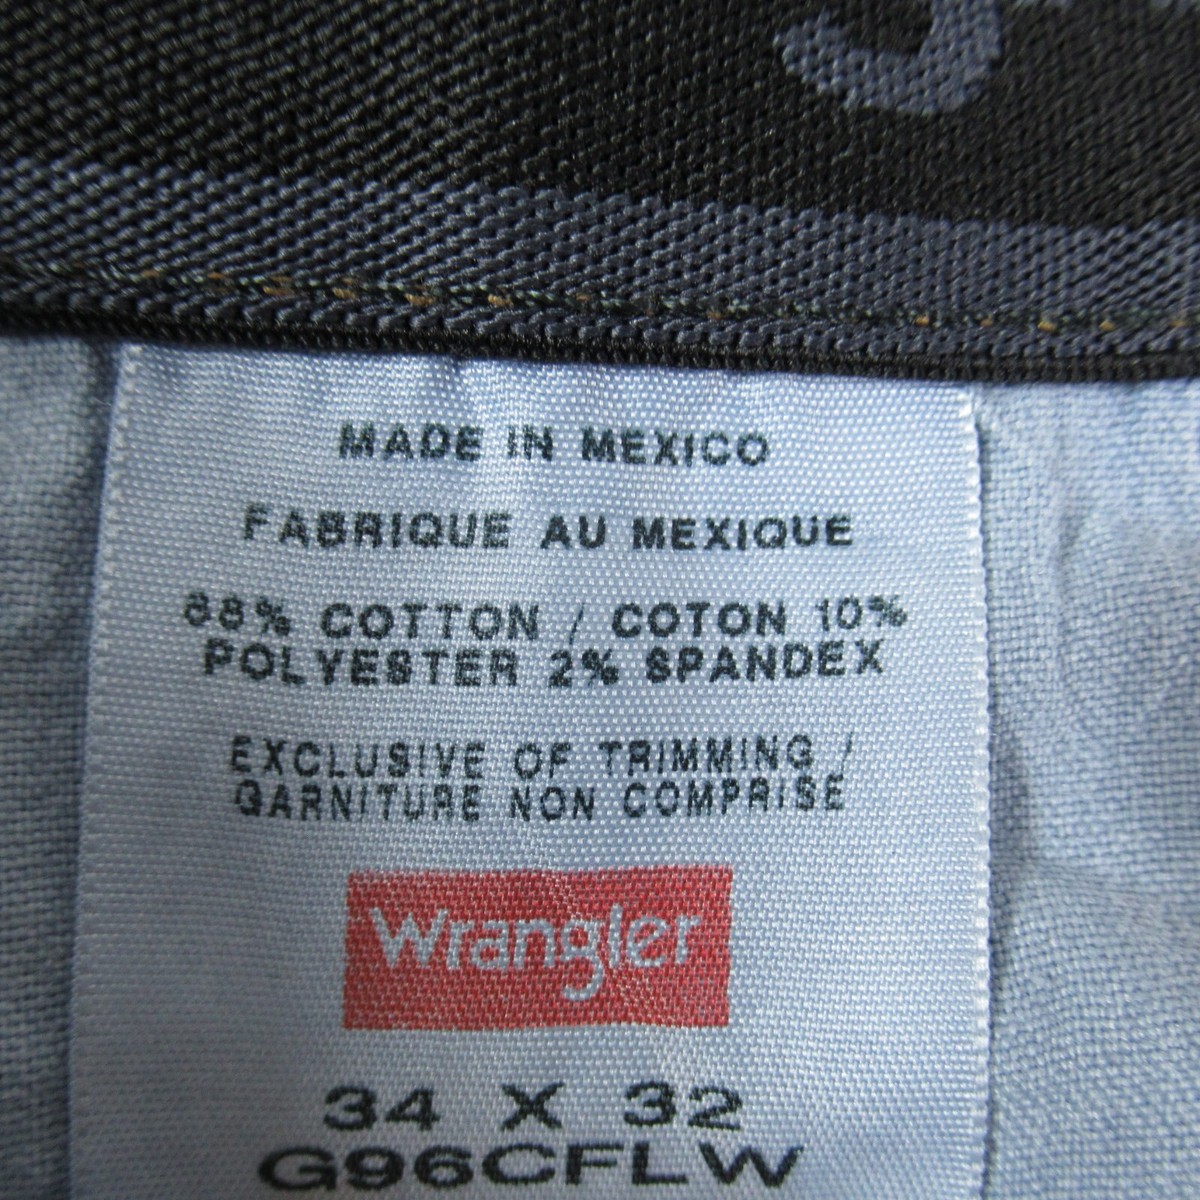 MADE IN MEXICO
FABRIQUE AU MEXIQUE
88% COTTON / COTON 10%
POLYESTER 2% SPANDEX
EXCLUSIVE OF TRIMMING /
GARNITURE NON COMPRISE
Wrangler
34 X 32
G96CFLW